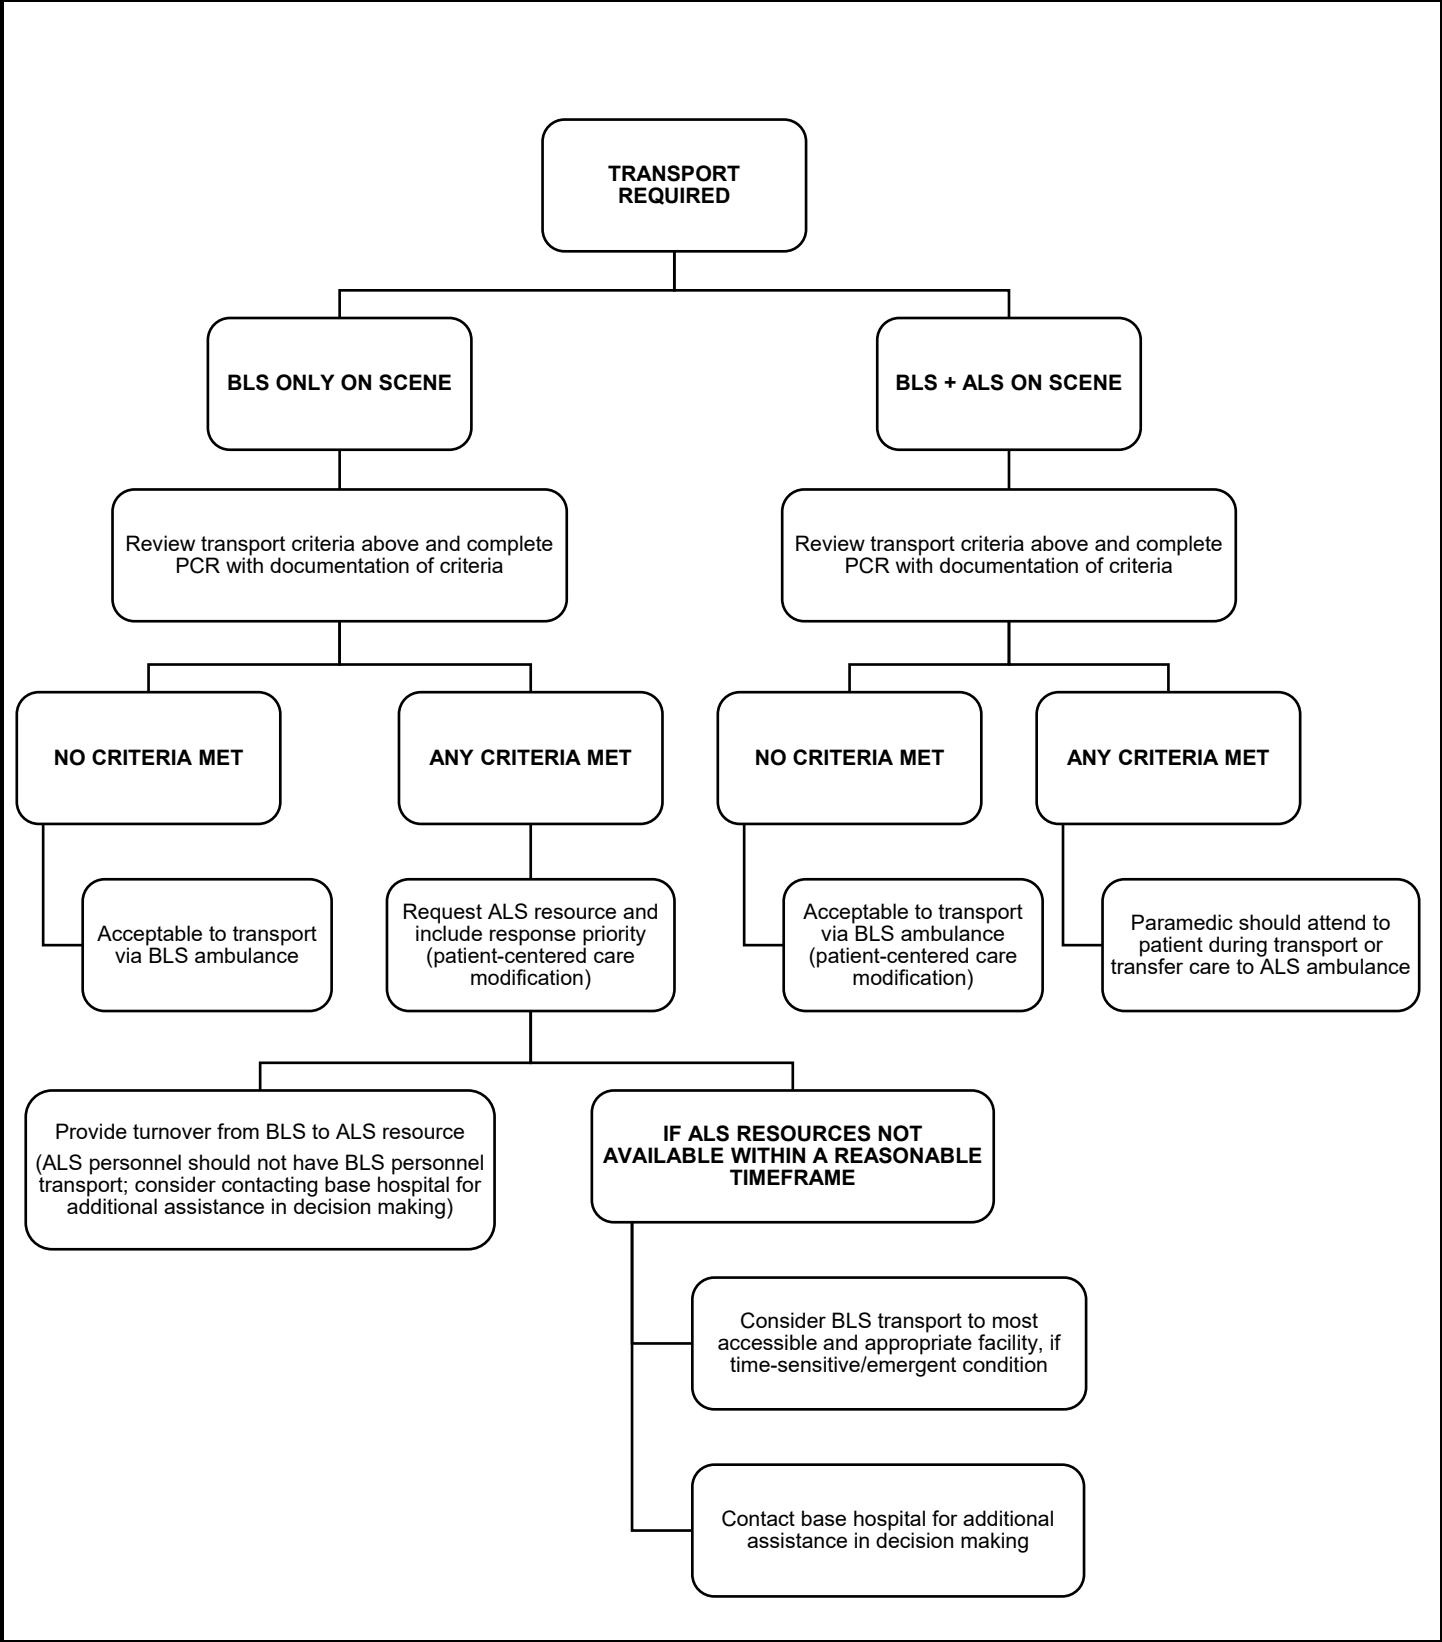 TRANSPORT
REQUIRED
BLS ONLY ON SCENE
BLS + ALS ON SCENE
Review transport criteria above and complete
PCR with documentation of criteria
Review transport criteria above and complete
PCR with documentation of criteria
NO CRITERIA MET
ANY CRITERIA MET
NO CRITERIA MET
ANY CRITERIA MET
Acceptable to transport
via BLS ambulance
Request ALS resource and
include response priority
(patient-centered care
modification)
Acceptable to transport
via BLS ambulance
(patient-centered care
modification)
Paramedic should attend to
patient during transport or
transfer care to ALS ambulance
Provide turnover from BLS to ALS resource
(ALS personnel should not have BLS personnel
transport; consider contacting base hospital for
additional assistance in decision making)
IF ALS RESOURCES NOT
AVAILABLE WITHIN A REASONABLE
TIMEFRAME
Consider BLS transport to most
accessible and appropriate facility, if
time-sensitive/emergent condition
Contact base hospital for additional
assistance in decision making